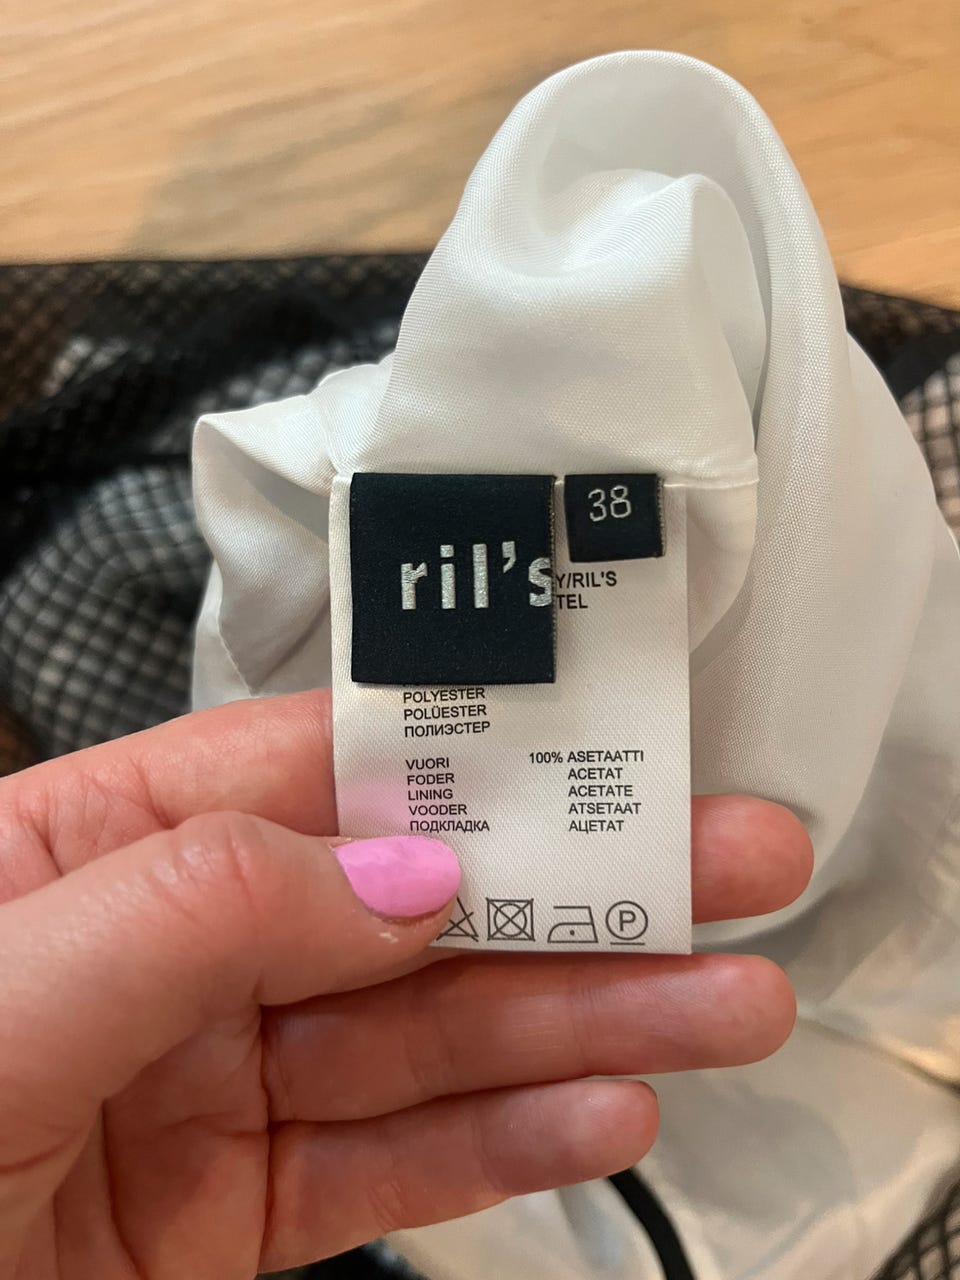 ril's
38
Y/RIL'S
TEL
POLYESTER
POLÜESTER
ПОЛИЭСТЕР
VUORI 100% ASETAATTI
FODER ACETAT
LINING ACETATE
VOODER ATSETAAT
ПОДКЛАДКА АЦЕТАТ
P